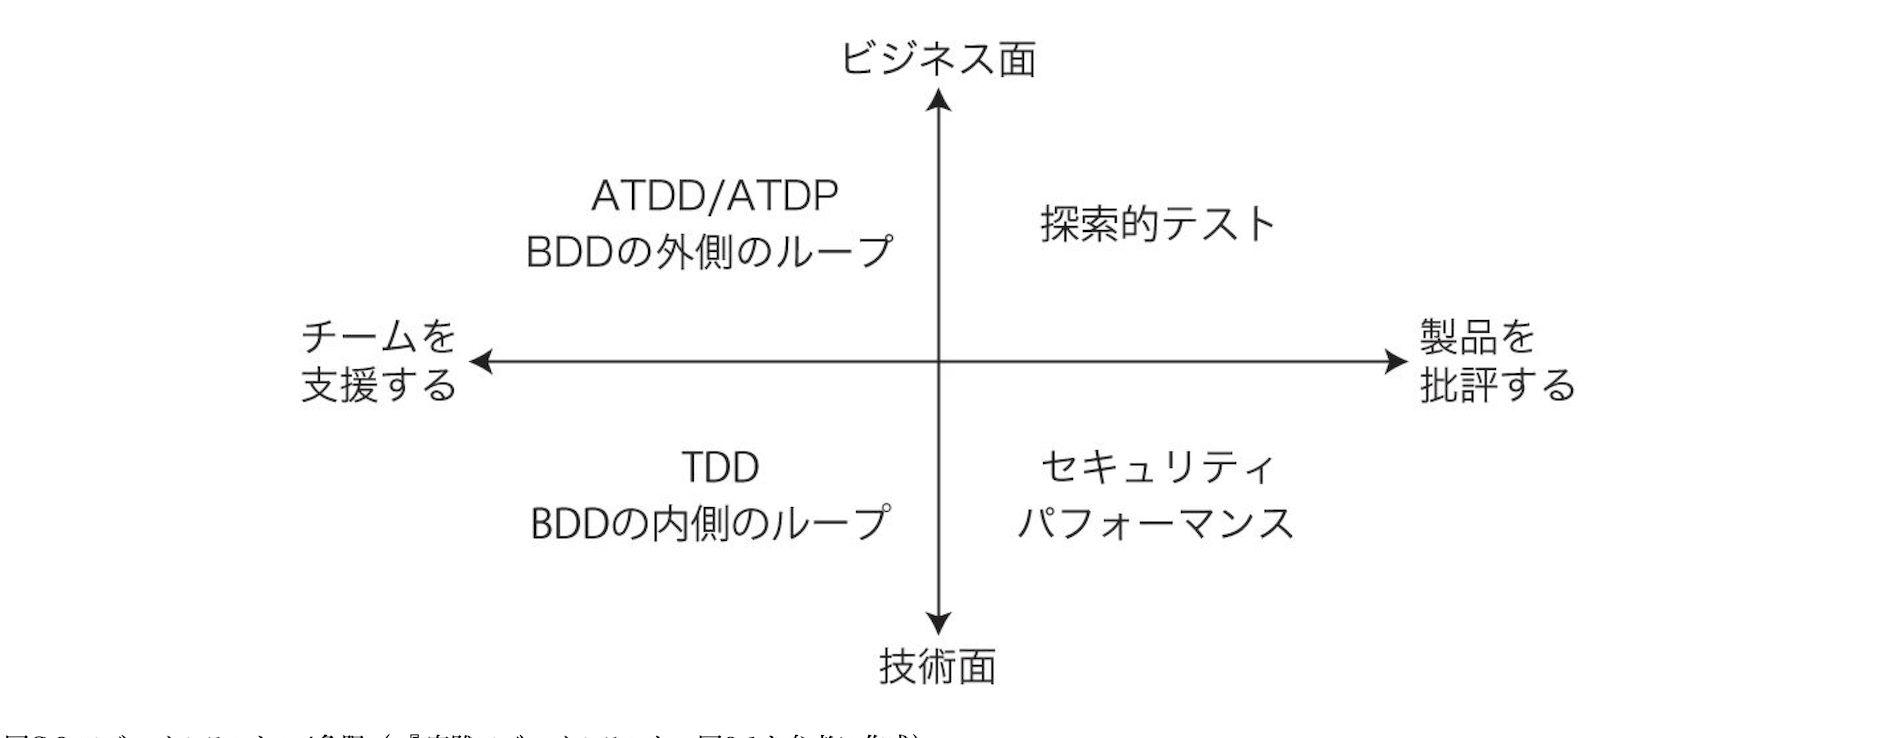 ビジネス面
ATDD/ATDP
BDDの外側のループ
探索的テスト
チームを
支援する
製品を
批評する
TDD
BDDの内側のループ
セキュリティ
パフォーマンス
技術面